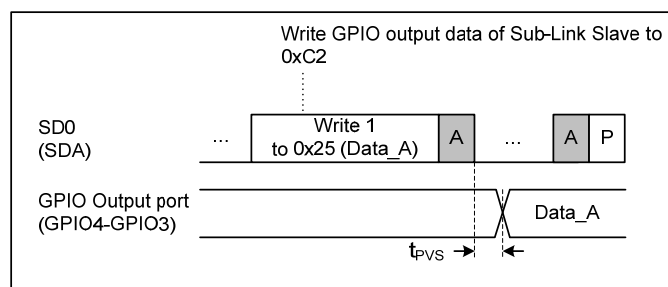 Write GPIO output data of Sub-Link Slave to
0xC2
SD0
(SDA)
...
Write 1
to 0x25 (Data_A)
A
...
A
P
GPIO Output port
(GPIO4-GPIO3)
Data_A
tPVS